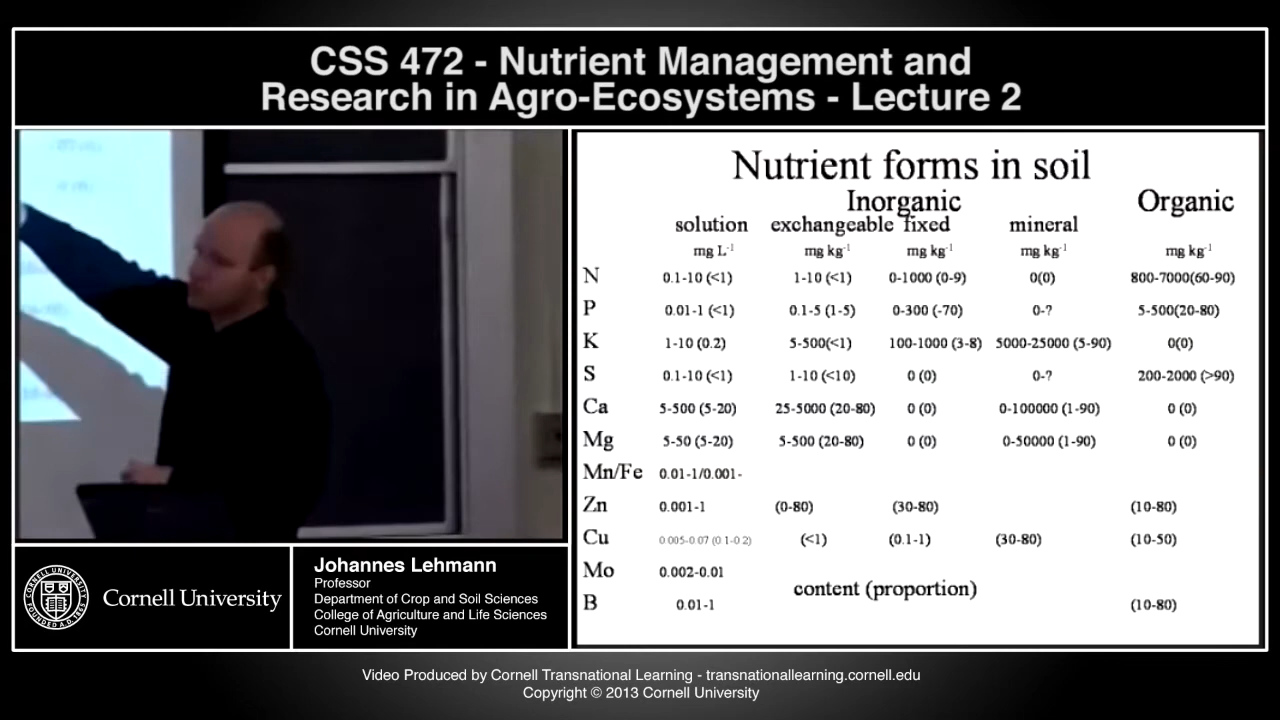 CSS 472 - Nutrient Management and
Research in Agro-Ecosystems - Lecture 2
Nutrient forms in soil
Inorganic Organic
solution exchangeable fixed mineral
mg L-1 mg kg-1 mg kg-1 mg kg-1 mg kg-1
N 0.1-10 (<1) 1-10 (<1) 0-1000 (0-9) 0(0) 800-7000(60-90)
P 0.01-1 (<1) 0.1-5 (1-5) 0-300 (-70) 0-? 5-500(20-80)
K 1-10 (0.2) 5-500(<1) 100-1000 (3-8) 5000-25000 (5-90) 0(0)
S 0.1-10 (<1) 1-10 (<10) 0 (0) 0-? 200-2000 (>90)
Ca 5-500 (5-20) 25-5000 (20-80) 0 (0) 0-100000 (1-90) 0 (0)
Mg 5-50 (5-20) 5-500 (20-80) 0 (0) 0-50000 (1-90) 0 (0)
Mn/Fe 0.01-1/0.001-
Zn 0.001-1 (0-80) (30-80) (10-80)
Cu 0.005-0.07 (0.1-0.2) (<1) (0.1-1) (30-80) (10-50)
Mo 0.002-0.01
content (proportion)
B 0.01-1 (10-80)
Cornell University
Johannes Lehmann
Professor
Department of Crop and Soil Sciences
College of Agriculture and Life Sciences
Cornell University
Video Produced by Cornell Transnational Learning - transnationallearning.cornell.edu
Copyright © 2013 Cornell University